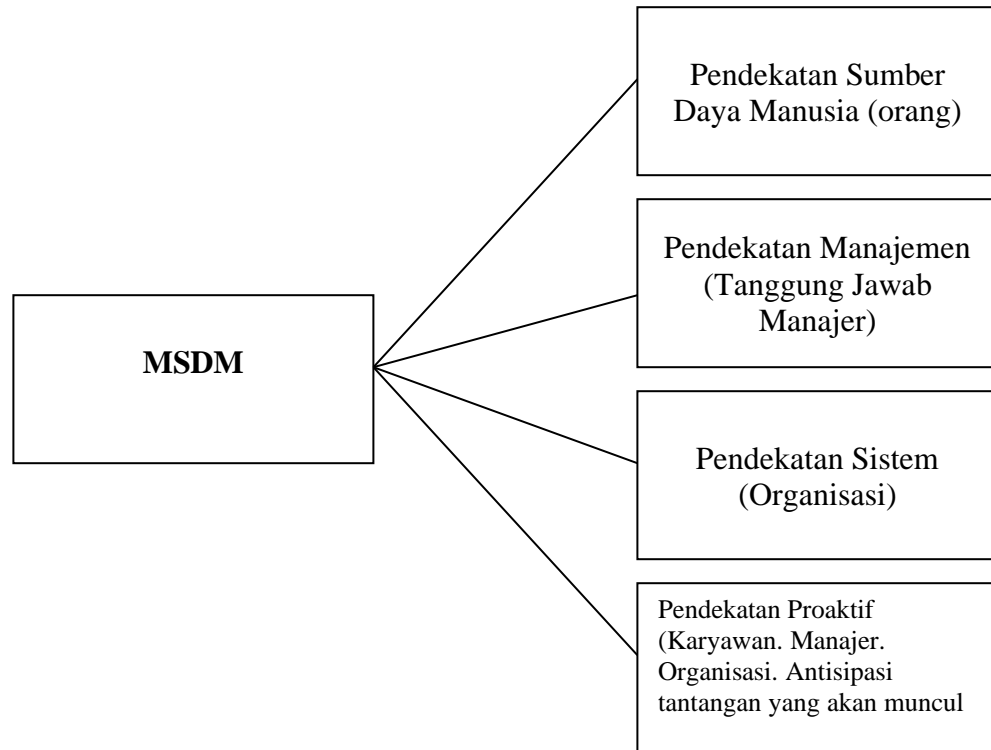 MSDM
Pendekatan Sumber
Daya Manusia (orang)
Pendekatan Manajemen
(Tanggung Jawab
Manajer)
Pendekatan Sistem
(Organisasi)
Pendekatan Proaktif
(Karyawan. Manajer.
Organisasi. Antisipasi
tantangan yang akan muncul